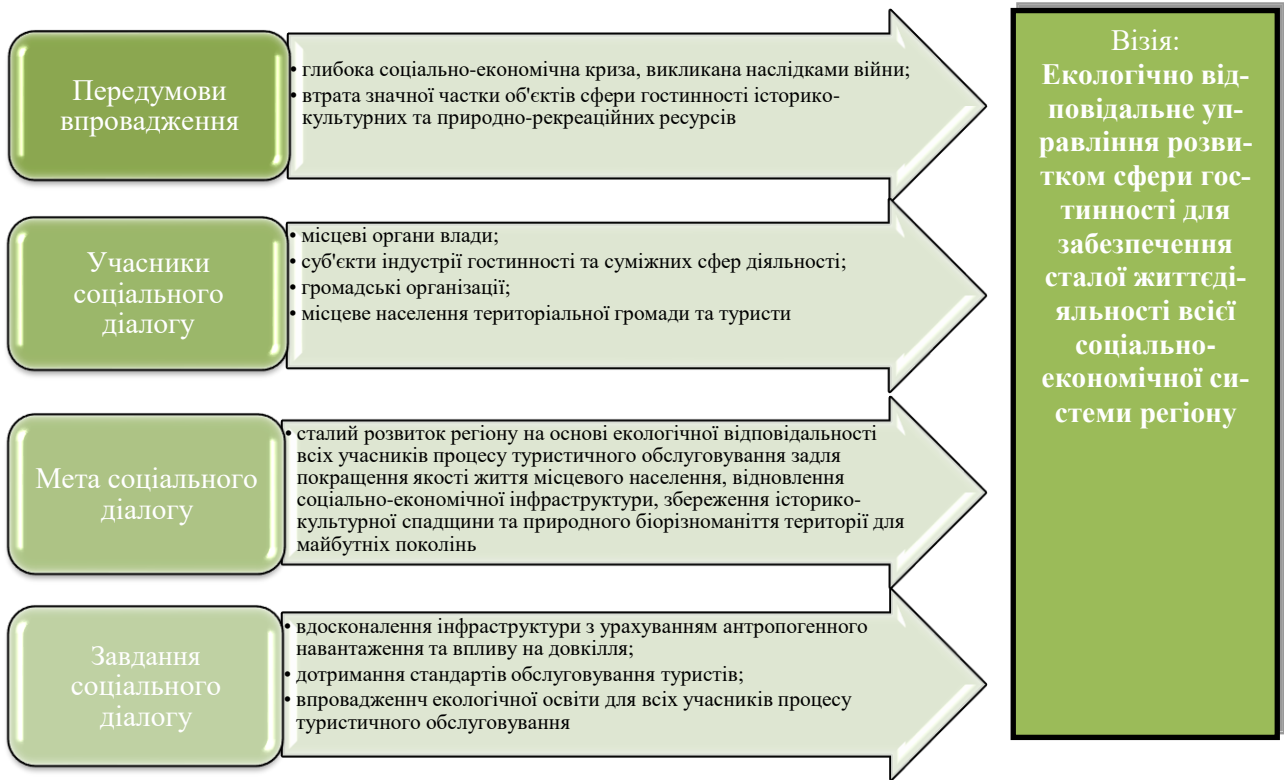 Передумови
впровадження
• глибока соціально-економічна криза, викликана наслідками війни;
• втрата значної частки об'єктів сфери гостинності історико-
культурних та природно-рекреаційних ресурсів
Учасники
соціального
діалогу
• місцеві органи влади;
• суб'єкти індустрії гостинності та суміжних сфер діяльності;
• громадські організації;
• місцеве населення територіальної громади та туристи
Мета соціального
діалогу
• сталий розвиток регіону на основі екологічної відповідальності
всіх учасників процесу туристичного обслуговування задля
покращення якості життя місцевого населення, відновлення
соціально-економічної інфраструктури, збереження історико-
культурної спадщини та природного біорізноманіття території для
майбутніх поколінь
Завдання
соціального
діалогу
• вдосконалення інфраструктури з урахуванням антропогенного
навантаження та впливу на довкілля;
• дотримання стандартів обслуговування туристів;
• впровадженнч екологічної освіти для всіх учасників процесу
туристичного обслуговування
Візія:
Екологічно від-
повідальне уп-
равління розви-
тком сфери гос-
тинності для
забезпечення
сталої життєді-
яльності всієї
соціально-
економічної си-
стеми регіону